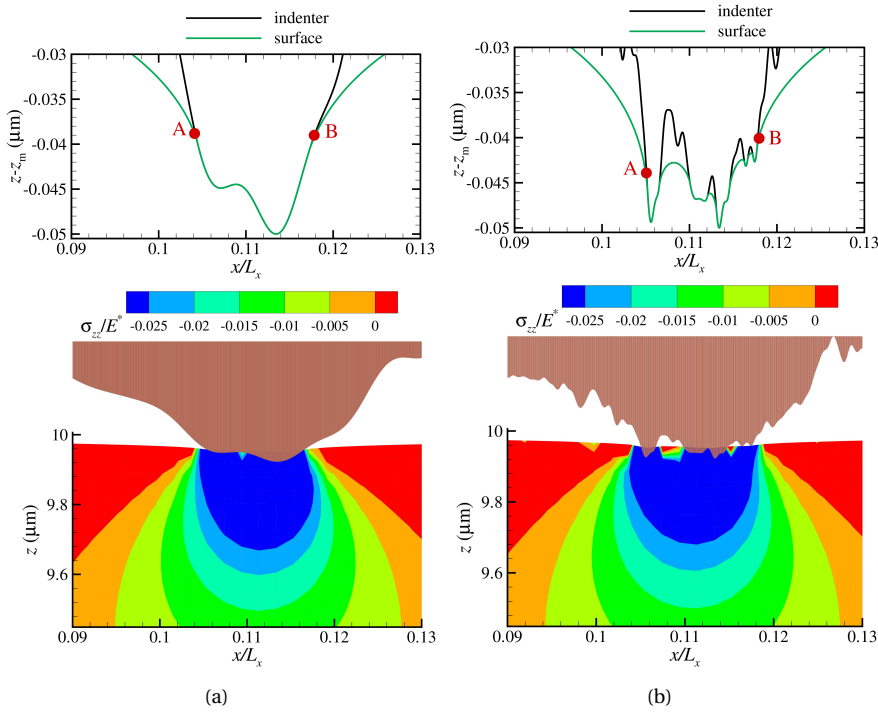 indenter
surface
-0.03
-0.035
-0.04
-0.045
-0.05
z-zm (μm)
A
B
0.09
0.1
0.11
0.12
0.13
x/Lx
σzz/E*
-0.025
-0.02
-0.015
-0.01
-0.005
0
10
9.8
9.6
z (μm)
0.09
0.1
0.11
0.12
0.13
x/Lx
(a)
indenter
surface
-0.03
-0.035
-0.04
-0.045
-0.05
z-zm (μm)
A
B
0.09
0.1
0.11
0.12
0.13
x/Lx
σzz/E*
-0.025
-0.02
-0.015
-0.01
-0.005
0
10
9.8
9.6
z (μm)
0.09
0.1
0.11
0.12
0.13
x/Lx
(b)